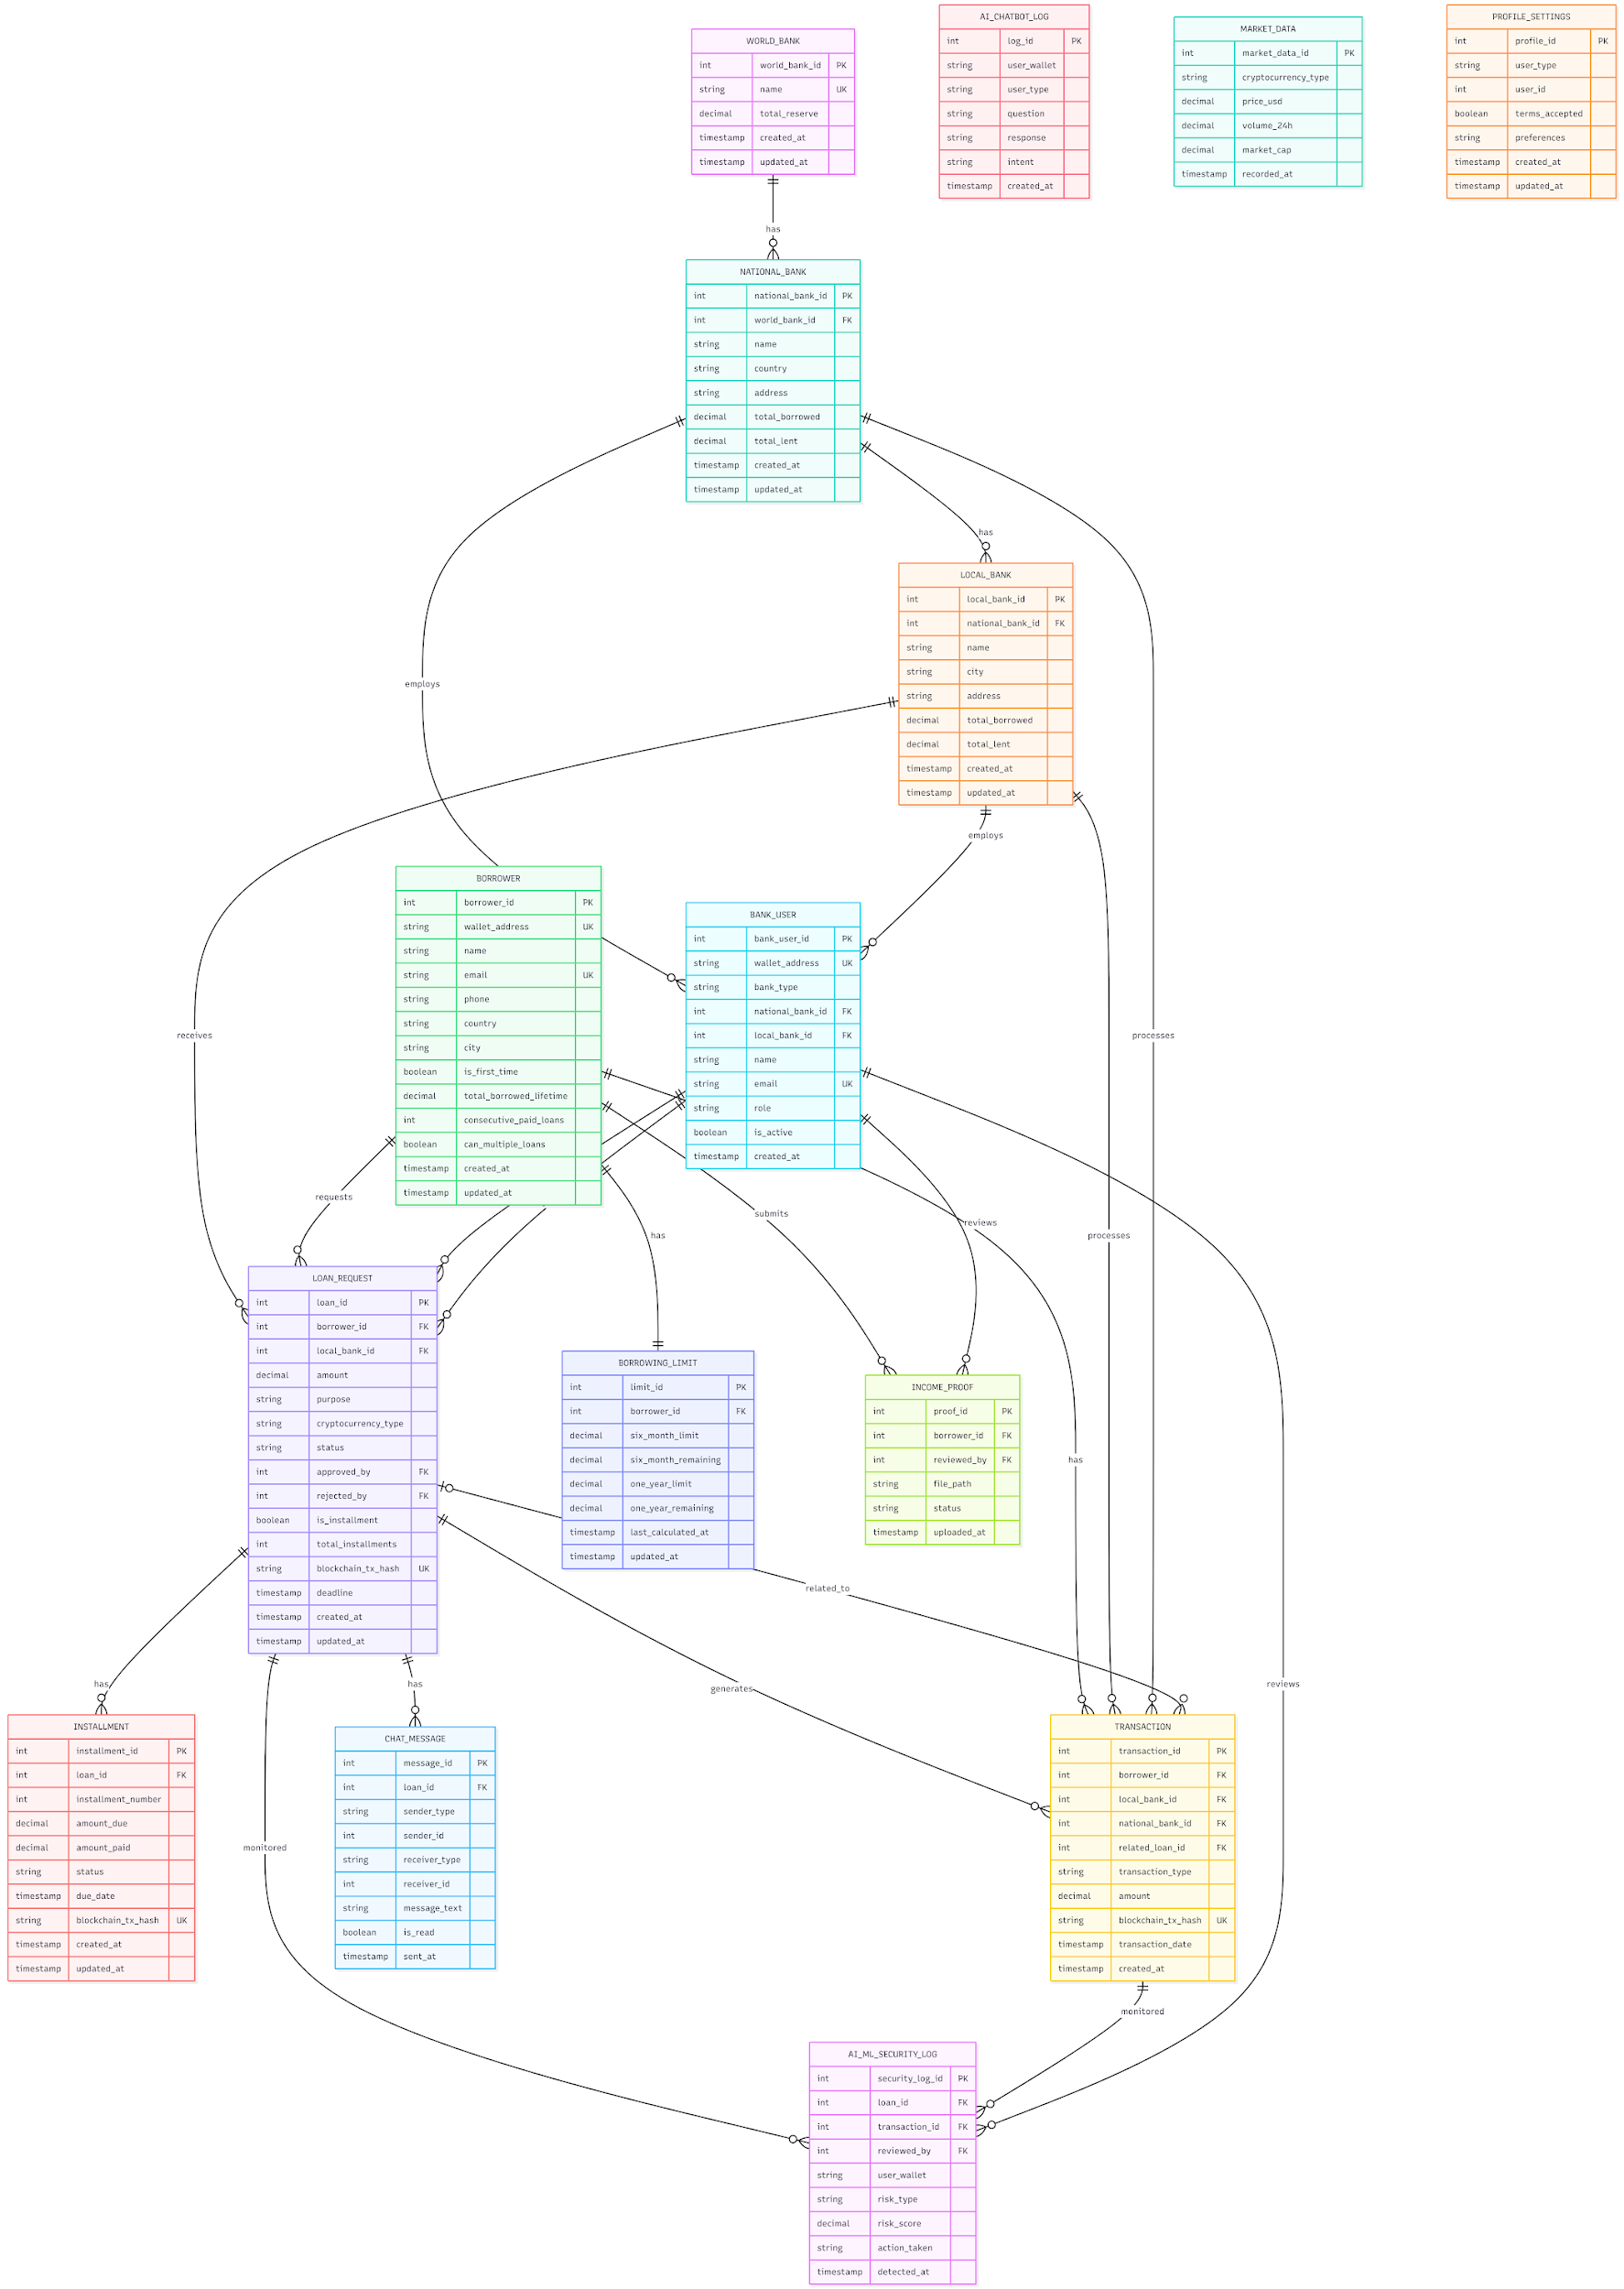 WORLD_BANK
int world_bank_id PK
string name UK
decimal total_reserve
timestamp created_at
timestamp updated_at
AI_CHATBOT_LOG
int log_id PK
string user_wallet
string user_type
string question
string response
string intent
timestamp created_at
MARKET_DATA
int market_data_id PK
string cryptocurrency_type
decimal price_usd
decimal volume_24h
decimal market_cap
timestamp recorded_at
PROFILE_SETTINGS
int profile_id PK
string user_type
int user_id
boolean terms_accepted
string preferences
timestamp created_at
timestamp updated_at
has
NATIONAL_BANK
int national_bank_id PK
int world_bank_id FK
string name
string country
string address
decimal total_borrowed
decimal total_lent
timestamp created_at
timestamp updated_at
has
LOCAL_BANK
int local_bank_id PK
int national_bank_id FK
string name
string city
string address
decimal total_borrowed
decimal total_lent
timestamp created_at
timestamp updated_at
employs
employs
BORROWER
int borrower_id PK
string wallet_address UK
string name
string email UK
string phone
string country
string city
boolean is_first_time
decimal total_borrowed_lifetime
int consecutive_paid_loans
boolean can_multiple_loans
timestamp created_at
timestamp updated_at
BANK_USER
int bank_user_id PK
string wallet_address UK
string bank_type
int national_bank_id FK
int local_bank_id FK
string name
string email UK
string role
boolean is_active
timestamp created_at
receives
processes
requests
submits
reviews
has
processes
LOAN_REQUEST
int loan_id PK
int borrower_id FK
int local_bank_id FK
decimal amount
string purpose
string cryptocurrency_type
string status
int approved_by FK
int rejected_by FK
boolean is_installment
int total_installments
string blockchain_tx_hash UK
timestamp deadline
timestamp created_at
timestamp updated_at
BORROWING_LIMIT
int limit_id PK
int borrower_id FK
decimal six_month_limit
decimal six_month_remaining
decimal one_year_limit
decimal one_year_remaining
timestamp last_calculated_at
timestamp updated_at
INCOME_PROOF
int proof_id PK
int borrower_id FK
int reviewed_by FK
string file_path
string status
timestamp uploaded_at
has
related_to
has
has
generates
reviews
INSTALLMENT
int installment_id PK
int loan_id FK
int installment_number
decimal amount_due
decimal amount_paid
string status
timestamp due_date
string blockchain_tx_hash UK
timestamp created_at
timestamp updated_at
monitored
CHAT_MESSAGE
int message_id PK
int loan_id FK
string sender_type
int sender_id
string receiver_type
int receiver_id
string message_text
boolean is_read
timestamp sent_at
TRANSACTION
int transaction_id PK
int borrower_id FK
int local_bank_id FK
int national_bank_id FK
int related_loan_id FK
string transaction_type
decimal amount
string blockchain_tx_hash UK
timestamp transaction_date
timestamp created_at
monitored
AI_ML_SECURITY_LOG
int security_log_id PK
int loan_id FK
int transaction_id FK
int reviewed_by FK
string user_wallet
string risk_type
decimal risk_score
string action_taken
timestamp detected_at